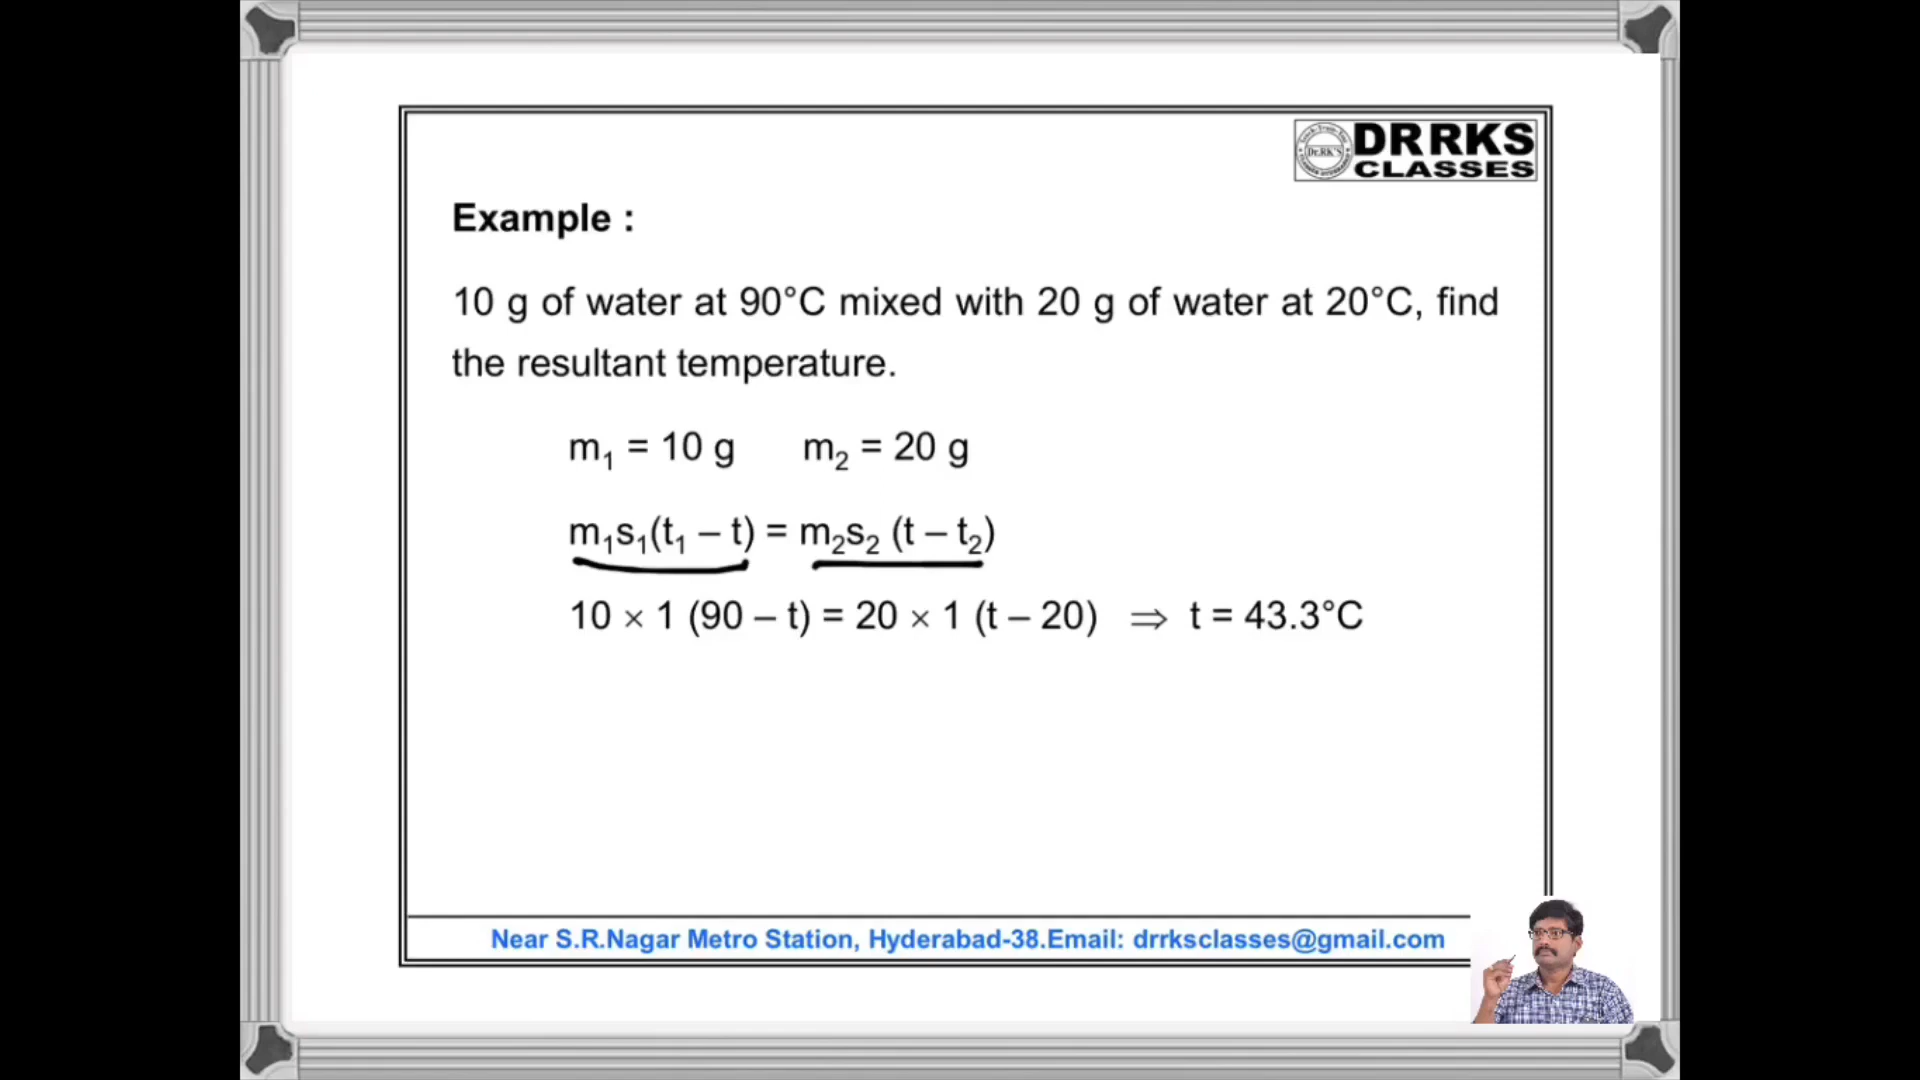 DRRKS
CLASSES
Dr.RK'S
Example :
10 g of water at 90°C mixed with 20 g of water at 20°C, find
the resultant temperature.
m₁ = 10 g m₂ = 20 g
m₁s₁(t₁ – t) = m₂s₂ (t – t₂)
10 × 1 (90 – t) = 20 × 1 (t – 20) ⇒ t = 43.3°C
Near S.R.Nagar Metro Station, Hyderabad-38.Email: drrksclasses@gmail.com